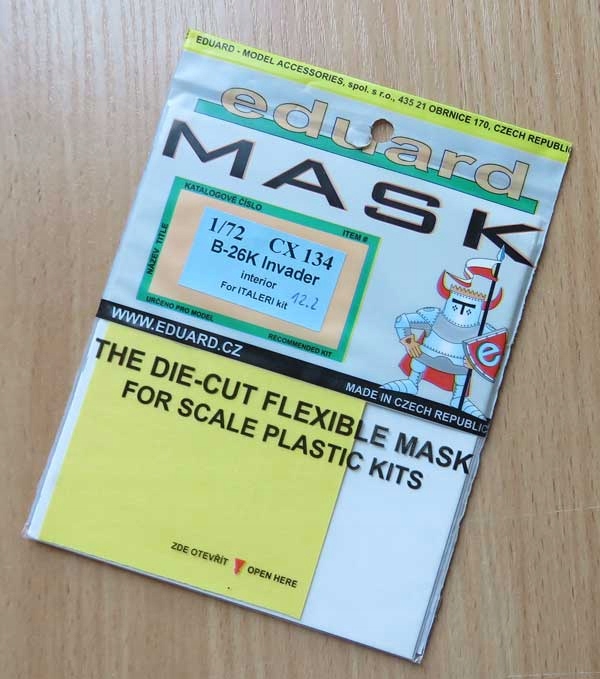 EDUARD - MODEL ACCESSORIES, spol. s r.o., 435 21 OBRNICE 170, CZECH REPUBLIC
eduard
MASK
KATALOGOVÉ ČÍSLO
ITEM #
NÁZEV TITLE
1/72 CX 134
B-26K Invader
interior
For ITALERI kit 12.2
URČENO PRO MODEL
RECOMMENDED KIT
e
WWW.EDUARD.CZ
MADE IN CZECH REPUBLIC
THE DIE-CUT FLEXIBLE MASK
FOR SCALE PLASTIC KITS
ZDE OTEVŘÍT OPEN HERE